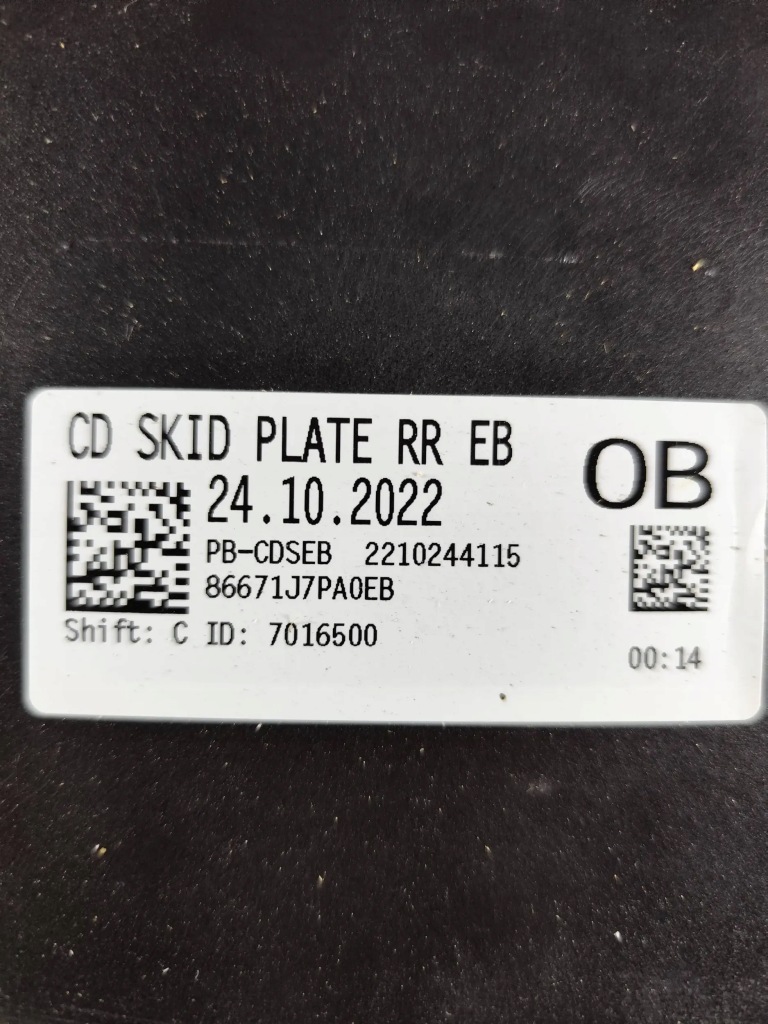 CD SKID PLATE RR EB
OB
24.10.2022
PB-CDSEB 2210244115
86671J7PA0EB
Shift: C ID: 7016500
00:14